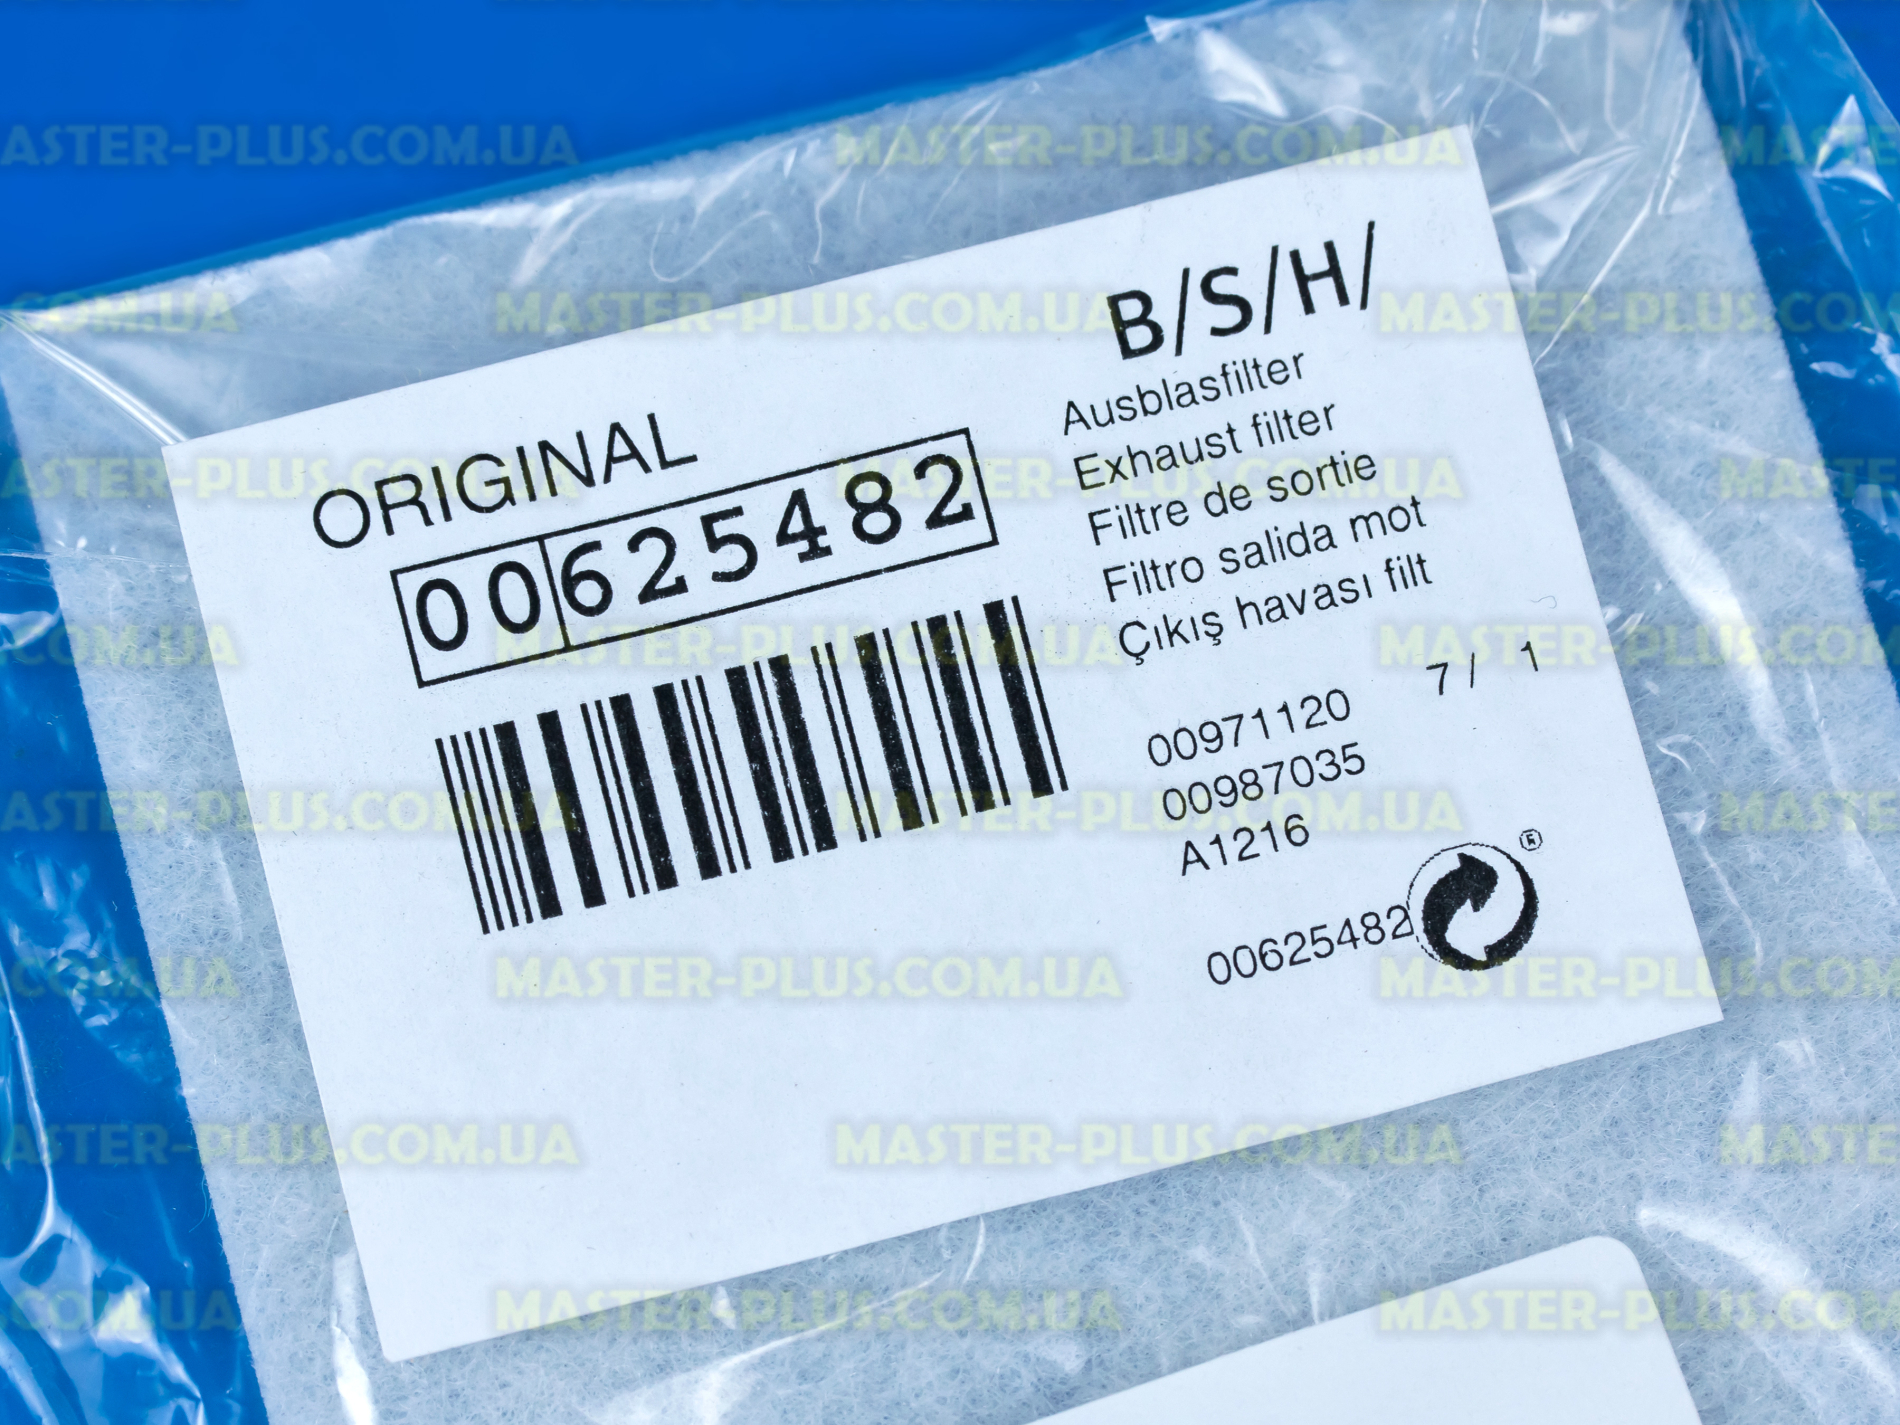 B/S/H/
ORIGINAL
00625482
Ausblasfilter
Exhaust filter
Filtre de sortie
Filtro salida mot
Çıkış havası filt
7 / 1
00971120
00987035
A1216
00625482
®
MASTER-PLUS.COM.UA